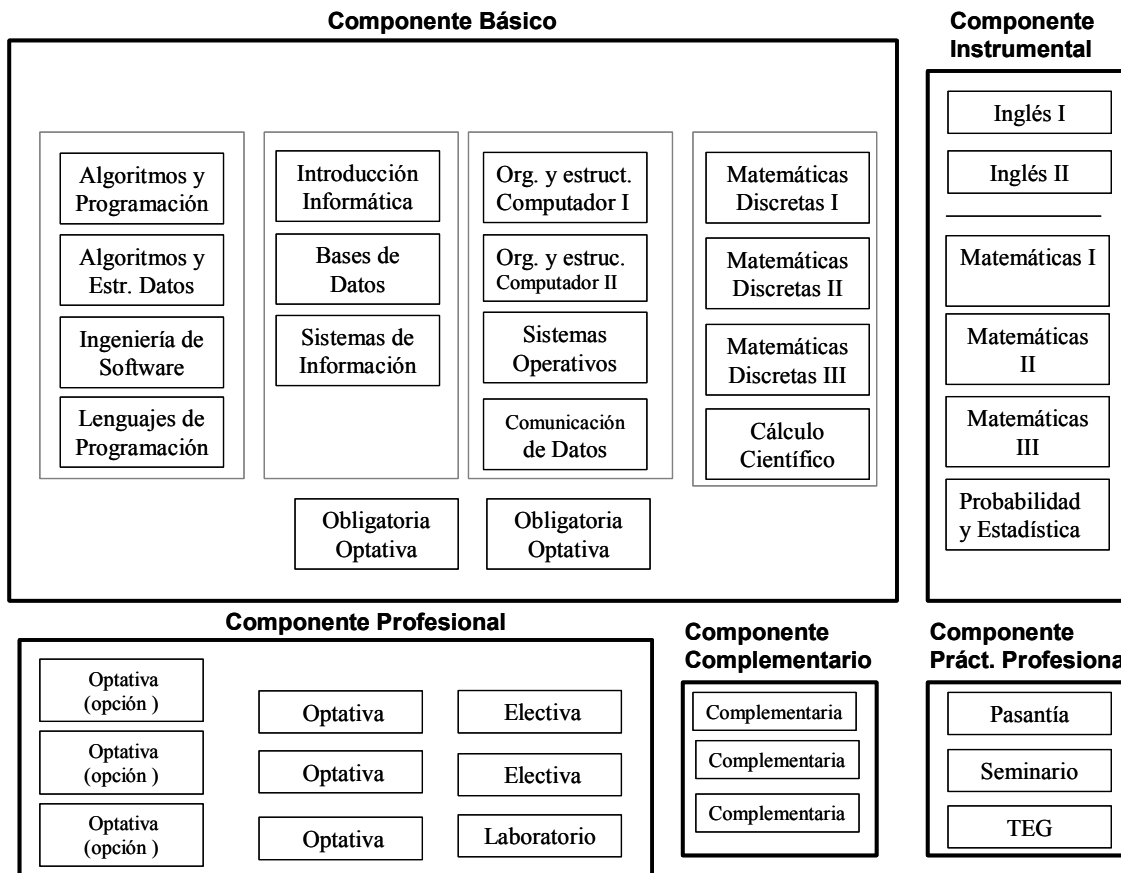 Componente Básico
Algoritmos y
Programación
Algoritmos y
Estr. Datos
Ingeniería de
Software
Lenguajes de
Programación
Introducción
Informática
Bases de
Datos
Sistemas de
Información
Org. y estruct.
Computador I
Org. y estruc.
Computador II
Sistemas
Operativos
Comunicación
de Datos
Matemáticas
Discretas I
Matemáticas
Discretas II
Matemáticas
Discretas III
Cálculo
Científico
Obligatoria
Optativa
Obligatoria
Optativa
Componente
Instrumental
Inglés I
Inglés II
Matemáticas I
Matemáticas
II
Matemáticas
III
Probabilidad
y Estadística
Componente Profesional
Optativa
(opción )
Optativa
(opción )
Optativa
(opción )
Optativa
Optativa
Optativa
Electiva
Electiva
Laboratorio
Componente
Complementario
Complementaria
Complementaria
Complementaria
Componente
Práct. Profesiona
Pasantía
Seminario
TEG